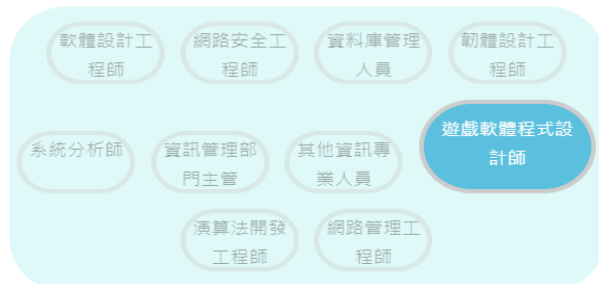 軟體設計工
程師
網路安全工
程師
資料庫管理
人員
韌體設計工
程師
系統分析師
資訊管理部
門主管
其他資訊專
業人員
遊戲軟體程式設
計師
演算法開發
工程師
網路管理工
程師